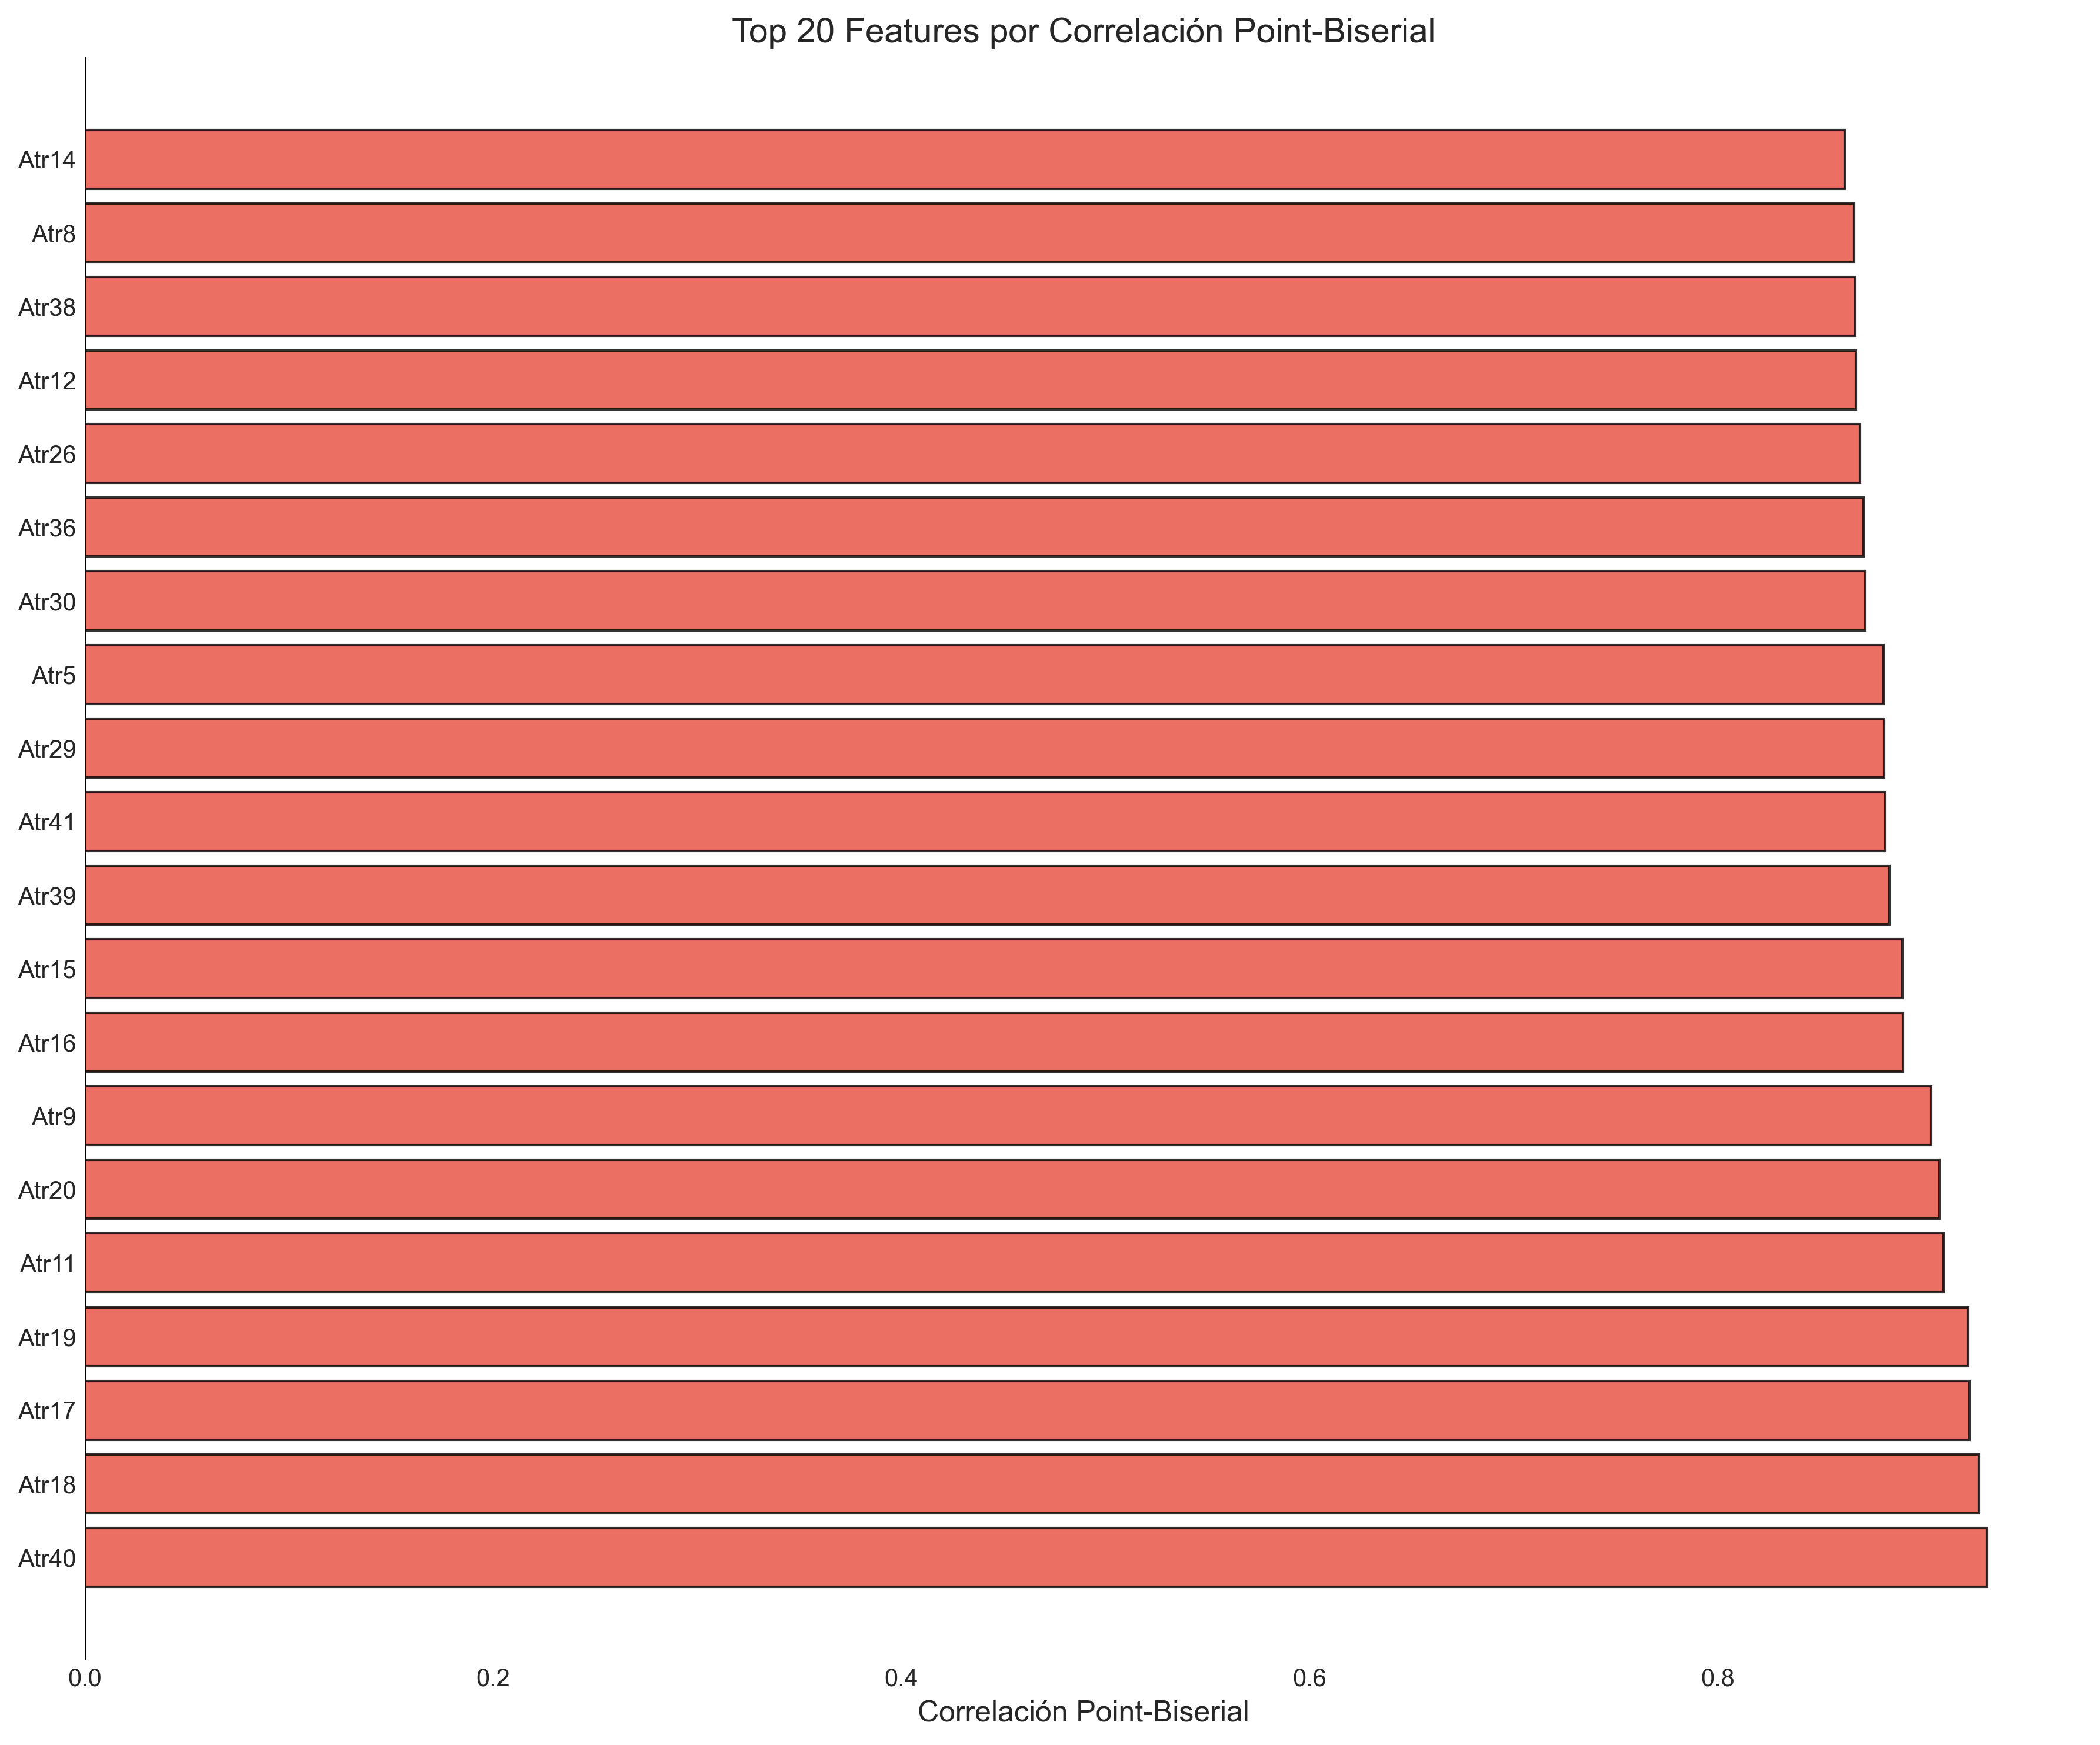 Top 20 Features por Correlación Point-Biserial
Atr14
Atr8
Atr38
Atr12
Atr26
Atr36
Atr30
Atr5
Atr29
Atr41
Atr39
Atr15
Atr16
Atr9
Atr20
Atr11
Atr19
Atr17
Atr18
Atr40
0.0 0.2 0.4 0.6 0.8
Correlación Point-Biserial